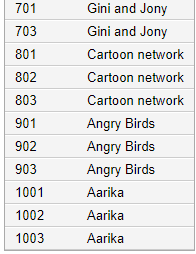 701 Gini and Jony
703 Gini and Jony
801 Cartoon network
802 Cartoon network
803 Cartoon network
901 Angry Birds
902 Angry Birds
903 Angry Birds
1001 Aarika
1002 Aarika
1003 Aarika